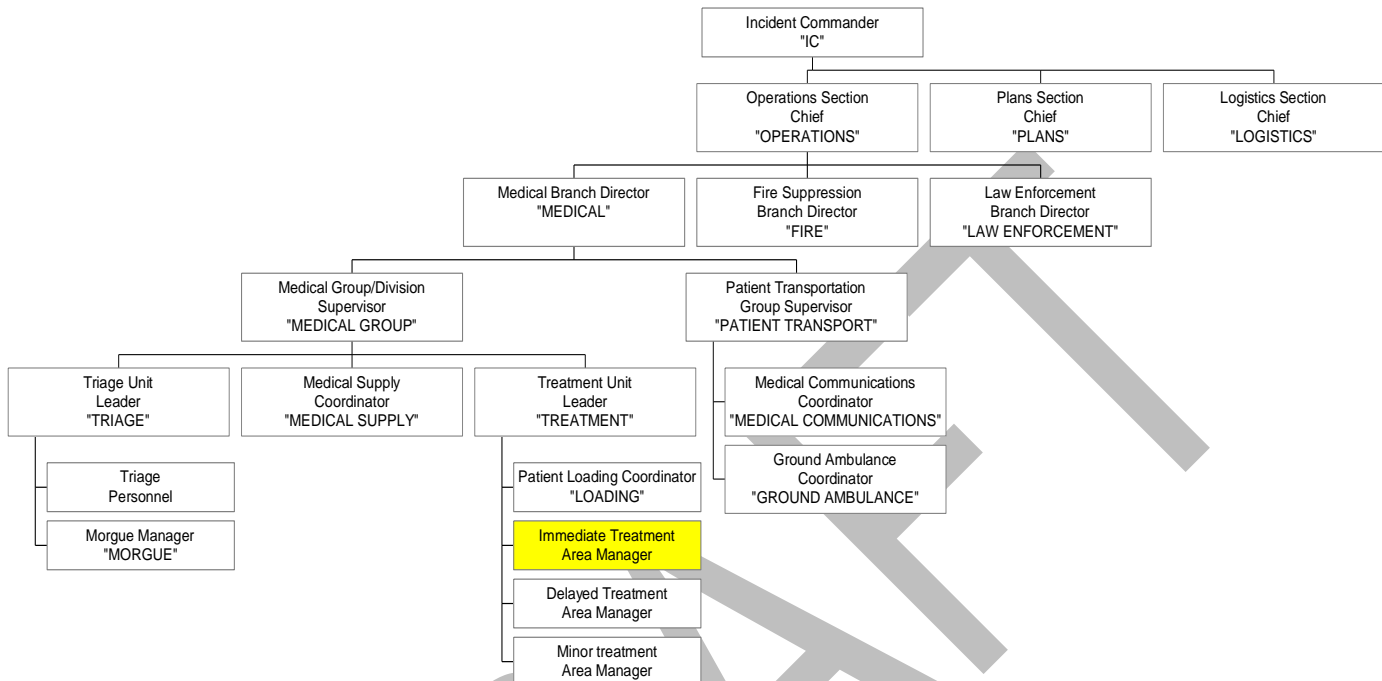 Incident Commander
"IC"
Operations Section
Chief
"OPERATIONS"
Plans Section
Chief
"PLANS"
Logistics Section
Chief
"LOGISTICS"
Medical Branch Director
"MEDICAL"
Fire Suppression
Branch Director
"FIRE"
Law Enforcement
Branch Director
"LAW ENFORCEMENT"
Medical Group/Division
Supervisor
"MEDICAL GROUP"
Patient Transportation
Group Supervisor
"PATIENT TRANSPORT"
Triage Unit
Leader
"TRIAGE"
Medical Supply
Coordinator
"MEDICAL SUPPLY"
Treatment Unit
Leader
"TREATMENT"
Medical Communications
Coordinator
"MEDICAL COMMUNICATIONS"
Ground Ambulance
Coordinator
"GROUND AMBULANCE"
Triage
Personnel
Morgue Manager
"MORGUE"
Patient Loading Coordinator
"LOADING"
Immediate Treatment
Area Manager
Delayed Treatment
Area Manager
Minor treatment
Area Manager